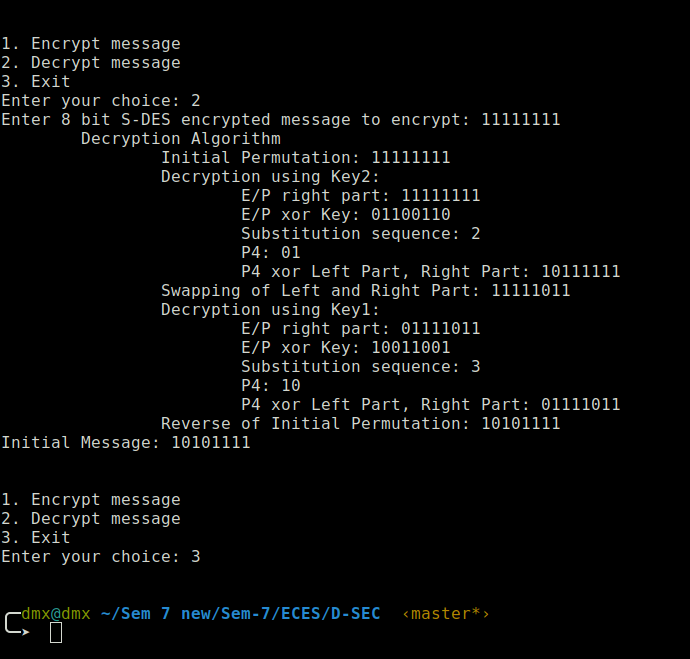 1. Encrypt message
2. Decrypt message
3. Exit
Enter your choice: 2
Enter 8 bit S-DES encrypted message to encrypt: 11111111
Decryption Algorithm
Initial Permutation: 11111111
Decryption using Key2:
E/P right part: 11111111
E/P xor Key: 01100110
Substitution sequence: 2
P4: 01
P4 xor Left Part, Right Part: 10111111
Swapping of Left and Right Part: 11111011
Decryption using Key1:
E/P right part: 01111011
E/P xor Key: 10011001
Substitution sequence: 3
P4: 10
P4 xor Left Part, Right Part: 01111011
Reverse of Initial Permutation: 10101111
Initial Message: 10101111
1. Encrypt message
2. Decrypt message
3. Exit
Enter your choice: 3
dmx@dmx ~/Sem 7 new/Sem-7/ECES/D-SEC ‹master*›